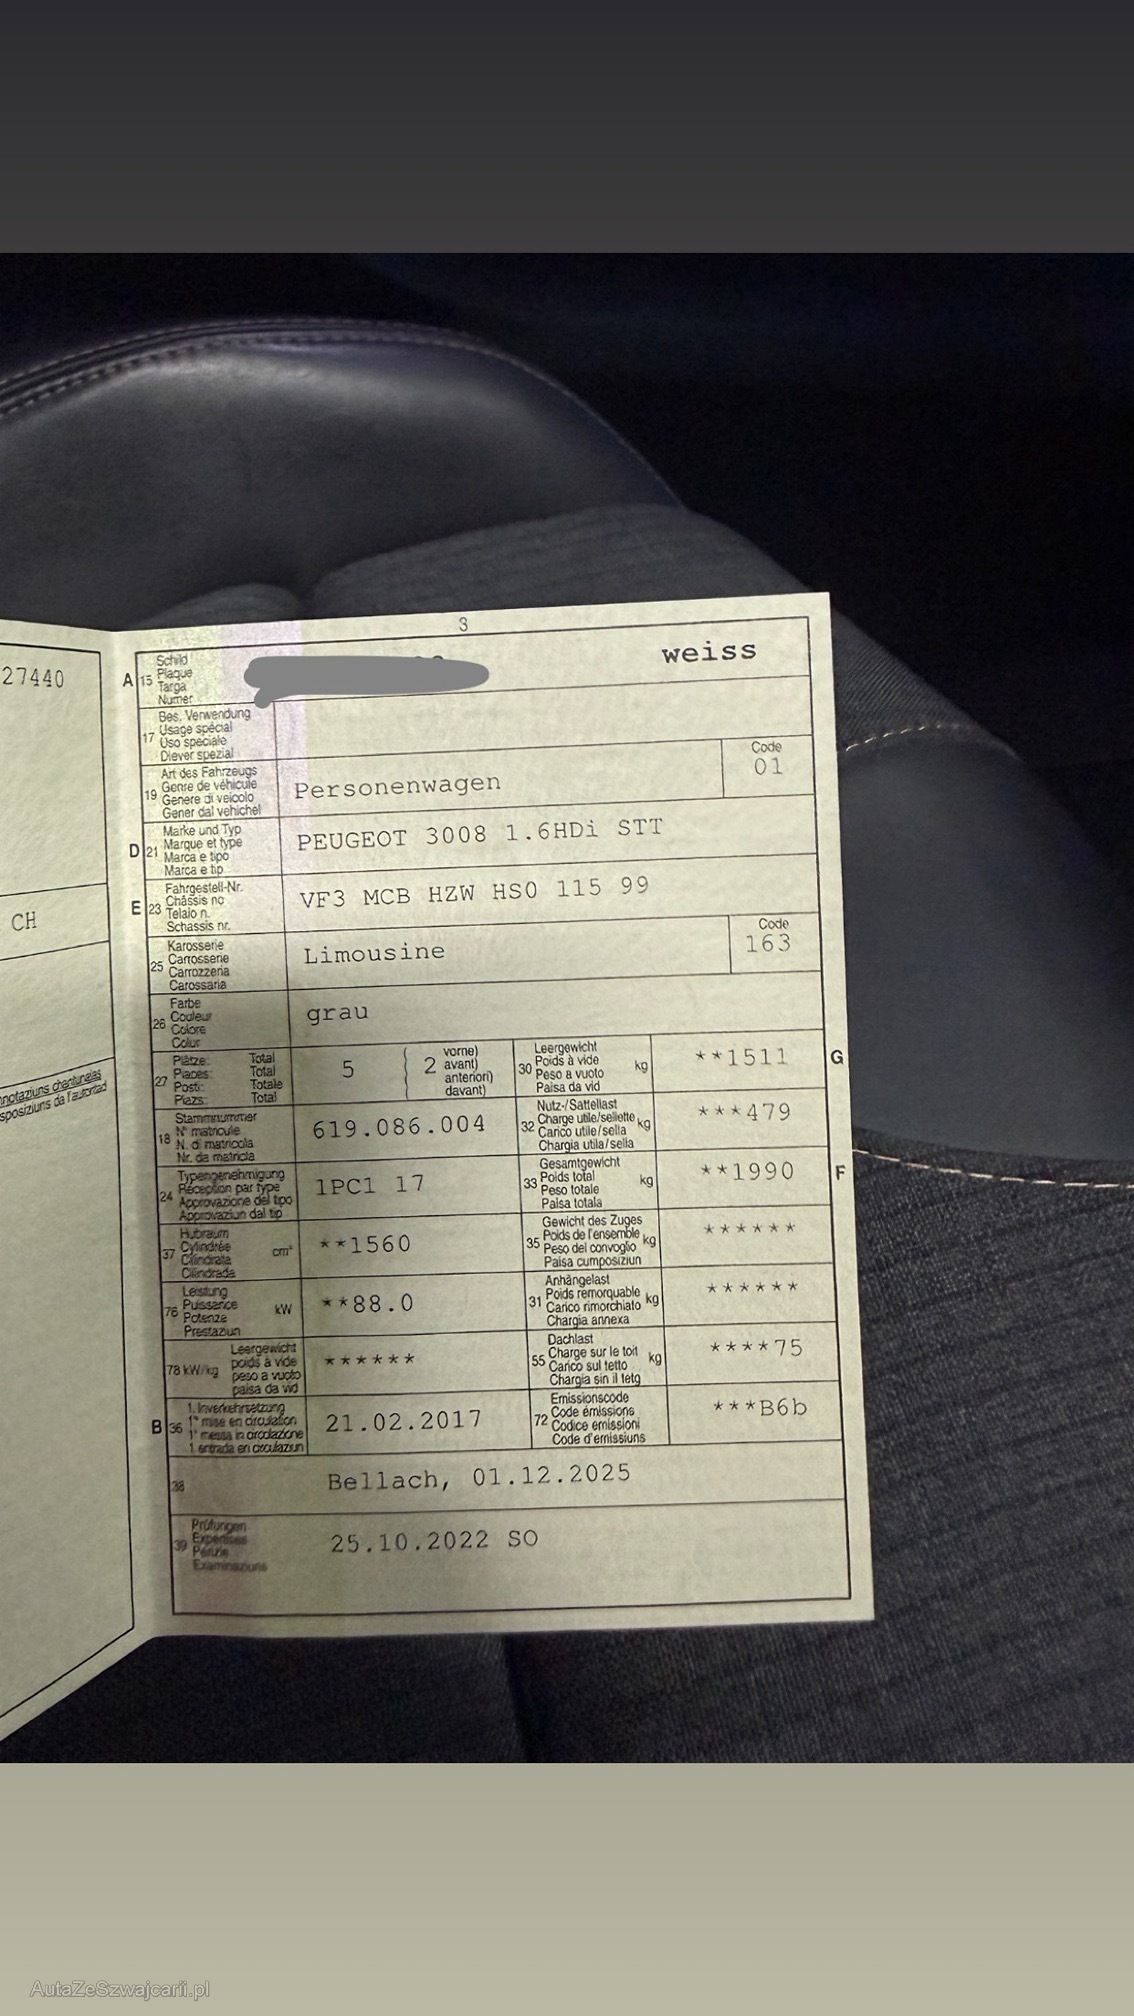 3
27440
A 15 Schild
Plaque
Targa
Numer
weiss
17 Bes. Verwendung
Usage spécial
Uso speciale
Diever spezial
19 Art des Fahrzeugs
Genre de véhicule
Genere di veicolo
Gener dal vehichel
Personenwagen
Code
01
D 21 Marke und Typ
Marque et type
Marca e tipo
Marca e tip
PEUGEOT 3008 1.6HDi STT
E 23 Fahrgestell-Nr.
Châssis no
Telaio n.
Schassis nr.
VF3 MCB HZW HS0 115 99
CH
25 Karosserie
Carrosserie
Carrozzeria
Carossaria
Limousine
Code
163
26 Farbe
Couleur
Colore
Colur
grau
27 Plätze: Total
Places: Total
Posti: Totale
Plazs: Total
5 ( 2 vorne)
avant)
anteriori)
davant)
30 Leergewicht
Poids à vide kg
Peso a vuoto
Paisa da vid
**1511 G
18 Stammnummer
N° matricule
N. di matricola
Nr. da matricla
619.086.004
32 Nutz-/Sattellast
Charge utile/sellette kg
Carico utile/sella
Chargia utila/sella
***479
24 Typengenehmigung
Réception par type
Approvazione del tipo
Approvaziun dal tip
1PC1 17
33 Gesamtgewicht
Poids total kg
Peso totale
Paisa totala
**1990 F
37 Hubraum
Cylindrée cm³
Cilindrata
Cilindrada
**1560
35 Gewicht des Zuges
Poids de l'ensemble kg
Peso del convoglio
Paisa cumposiziun
******
76 Leistung
Puissance kW
Potenza
Prestaziun
**88.0
31 Anhängelast
Poids remorquable kg
Carico rimorchiato
Chargia annexa
******
78 kW/kg Leergewicht
poids à vide
peso a vuoto
paisa da vid
******
55 Dachlast
Charge sur le toit kg
Carico sul tetto
Chargia sin il tetg
****75
B 36 1. Inverkehrsetzung
1re mise en circulation
1a messa in circolazione
1. entrada en circulaziun
21.02.2017
72 Emissionscode
Code émissions
Codice emissioni
Code d'emissiuns
***B6b
38 Bellach, 01.12.2025
39 Prüfungen
Expertises
Perizie
Examinaziuns
25.10.2022 SO
AutaZeSzwajcarii.pl